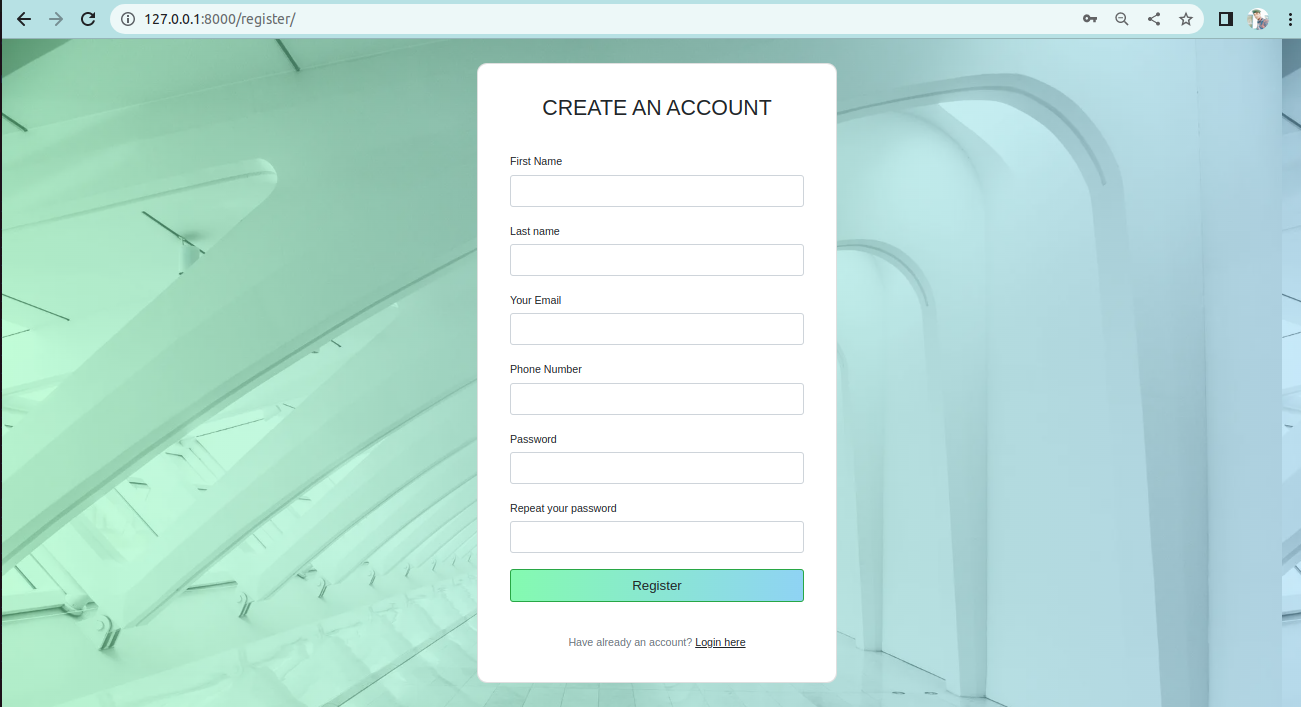 127.0.0.1:8000/register/
CREATE AN ACCOUNT
First Name
Last name
Your Email
Phone Number
Password
Repeat your password
Register
Have already an account? Login here